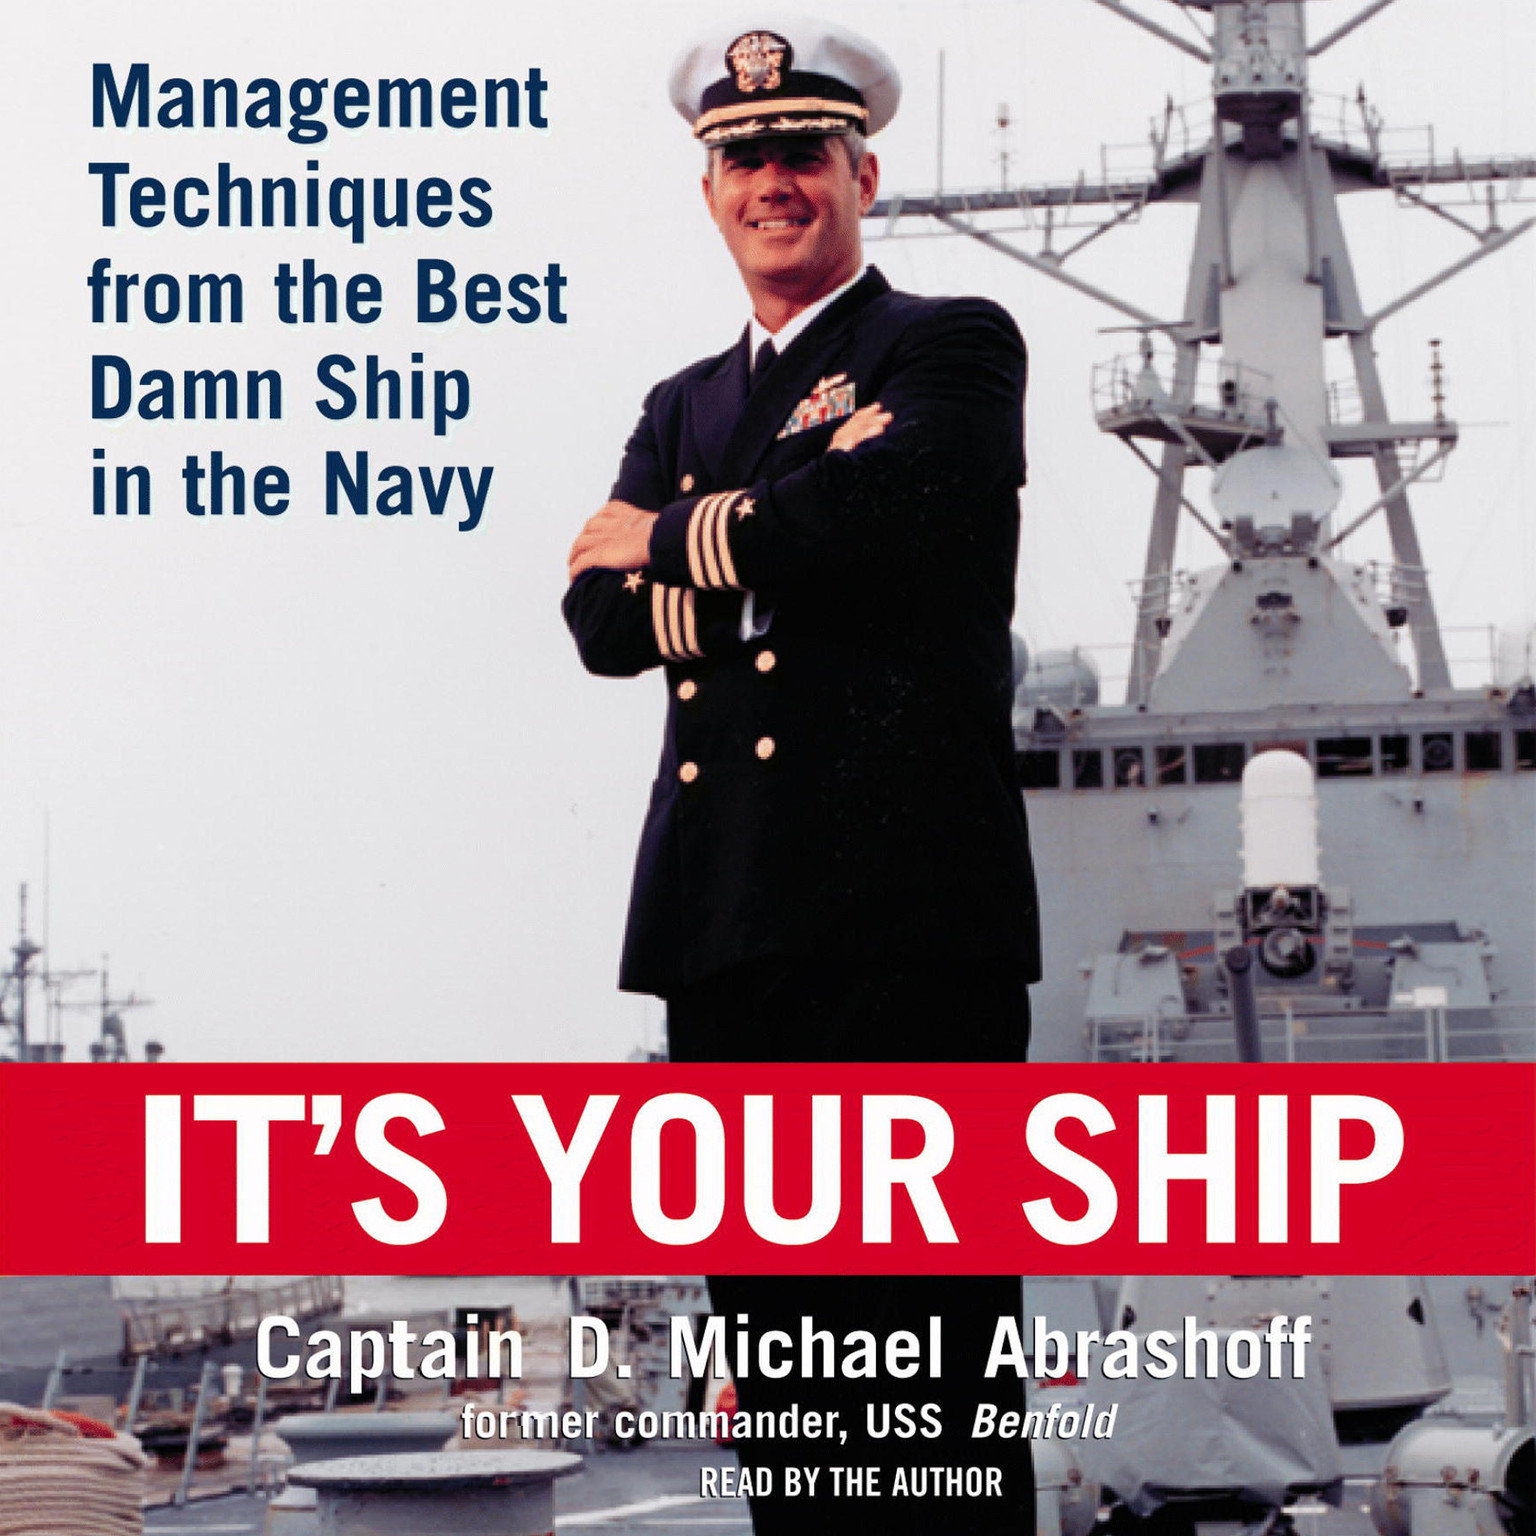 Management
Techniques
from the Best
Damn Ship
in the Navy
IT'S YOUR SHIP
Captain D. Michael Abrashoff
former commander, USS Benfold
READ BY THE AUTHOR